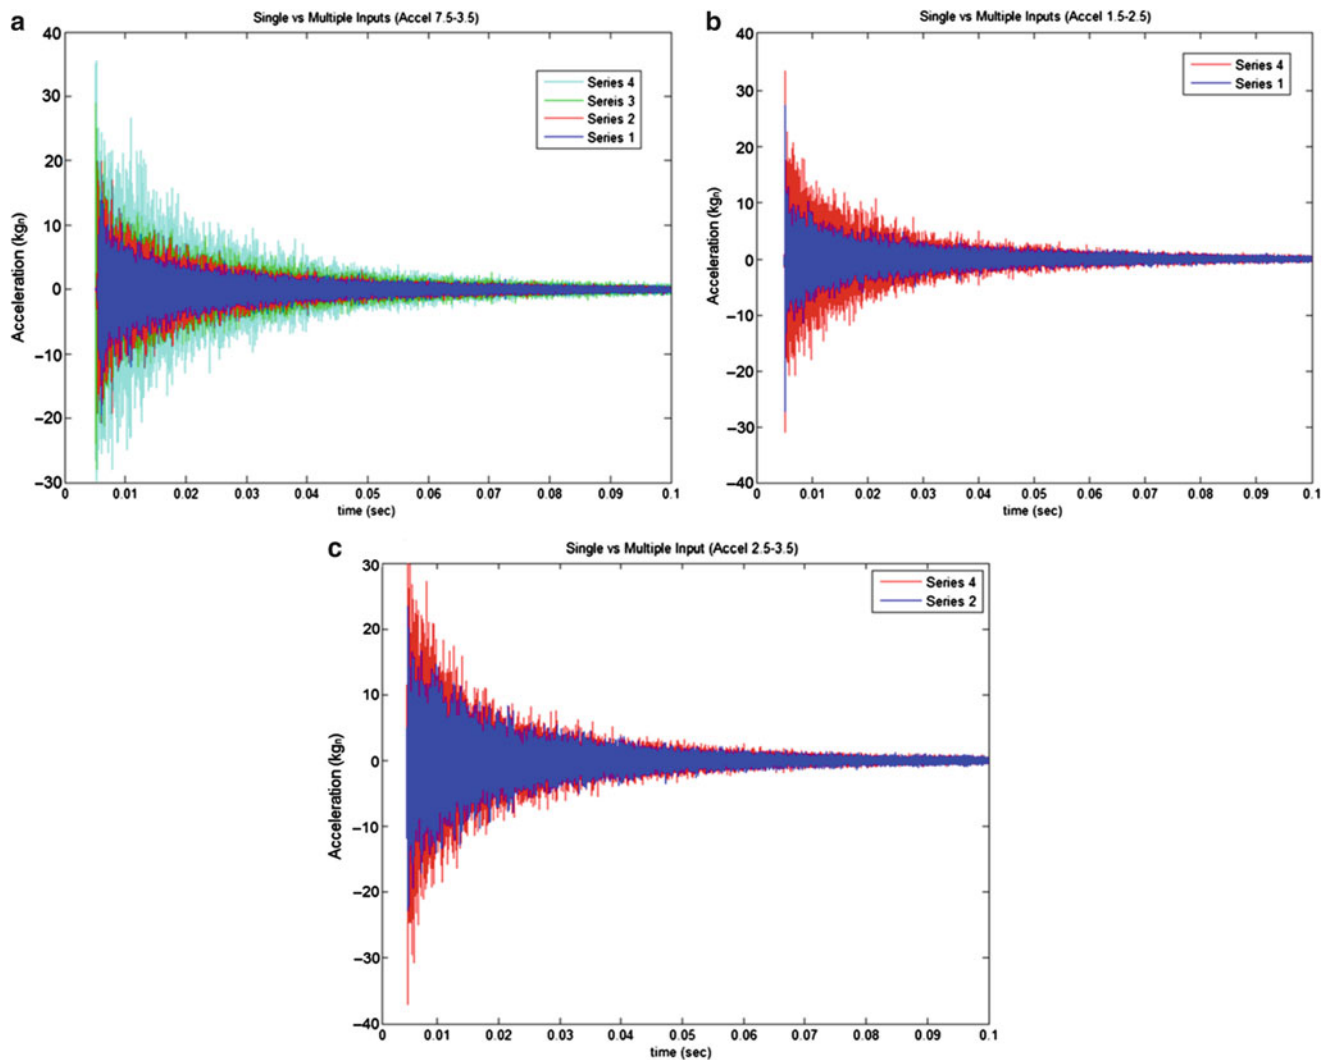 a
Single vs Multiple Inputs (Accel 7.5-3.5)
40
30
20
10
0
−10
−20
−30
Acceleration (kgn)
Series 4
Sereis 3
Series 2
Series 1
0 0.01 0.02 0.03 0.04 0.05 0.06 0.07 0.08 0.09 0.1
time (sec)
b
Single vs Multiple Inputs (Accel 1.5-2.5)
40
30
20
10
0
−10
−20
−30
−40
Acceleration (kgn)
Series 4
Series 1
0 0.01 0.02 0.03 0.04 0.05 0.06 0.07 0.08 0.09 0.1
time (sec)
c
Single vs Multiple Input (Accel 2.5-3.5)
30
20
10
0
−10
−20
−30
−40
Acceleration (kgn)
Series 4
Series 2
0 0.01 0.02 0.03 0.04 0.05 0.06 0.07 0.08 0.09 0.1
time (sec)